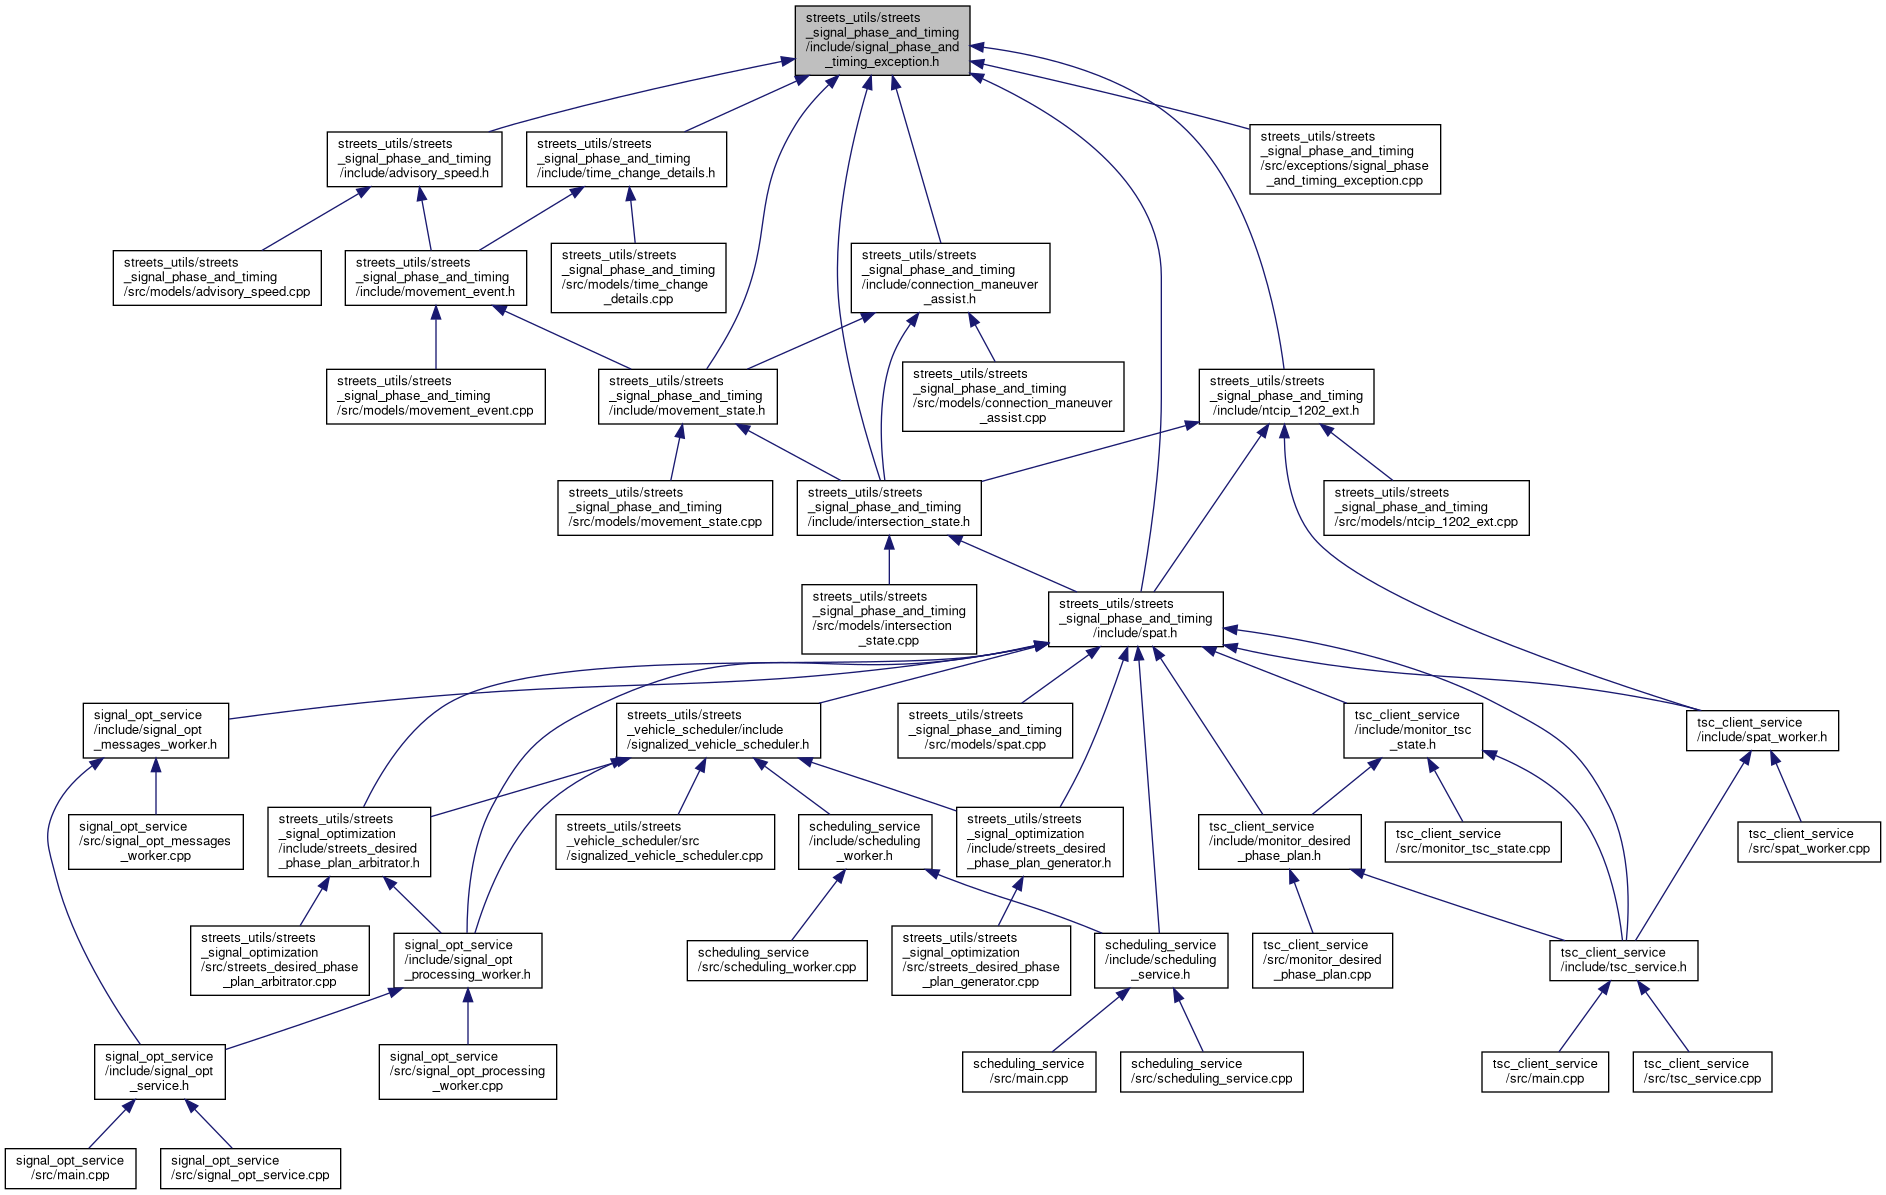 streets_utils/streets
_signal_phase_and_timing
/include/signal_phase_and
_timing_exception.h
streets_utils/streets
_signal_phase_and_timing
/include/advisory_speed.h
streets_utils/streets
_signal_phase_and_timing
/include/time_change_details.h
streets_utils/streets
_signal_phase_and_timing
/src/exceptions/signal_phase
_and_timing_exception.cpp
streets_utils/streets
_signal_phase_and_timing
/src/models/advisory_speed.cpp
streets_utils/streets
_signal_phase_and_timing
/include/movement_event.h
streets_utils/streets
_signal_phase_and_timing
/src/models/time_change
_details.cpp
streets_utils/streets
_signal_phase_and_timing
/include/connection_maneuver
_assist.h
streets_utils/streets
_signal_phase_and_timing
/src/models/movement_event.cpp
streets_utils/streets
_signal_phase_and_timing
/include/movement_state.h
streets_utils/streets
_signal_phase_and_timing
/src/models/connection_maneuver
_assist.cpp
streets_utils/streets
_signal_phase_and_timing
/include/ntcip_1202_ext.h
streets_utils/streets
_signal_phase_and_timing
/src/models/movement_state.cpp
streets_utils/streets
_signal_phase_and_timing
/include/intersection_state.h
streets_utils/streets
_signal_phase_and_timing
/src/models/ntcip_1202_ext.cpp
streets_utils/streets
_signal_phase_and_timing
/src/models/intersection
_state.cpp
streets_utils/streets
_signal_phase_and_timing
/include/spat.h
signal_opt_service
/include/signal_opt
_messages_worker.h
streets_utils/streets
_vehicle_scheduler/include
/signalized_vehicle_scheduler.h
streets_utils/streets
_signal_phase_and_timing
/src/models/spat.cpp
tsc_client_service
/include/monitor_tsc
_state.h
tsc_client_service
/include/spat_worker.h
signal_opt_service
/src/signal_opt_messages
_worker.cpp
streets_utils/streets
_signal_optimization
/include/streets_desired
_phase_plan_arbitrator.h
streets_utils/streets
_vehicle_scheduler/src
/signalized_vehicle_scheduler.cpp
scheduling_service
/include/scheduling
_worker.h
streets_utils/streets
_signal_optimization
/include/streets_desired
_phase_plan_generator.h
tsc_client_service
/include/monitor_desired
_phase_plan.h
tsc_client_service
/src/monitor_tsc_state.cpp
tsc_client_service
/src/spat_worker.cpp
streets_utils/streets
_signal_optimization
/src/streets_desired_phase
_plan_arbitrator.cpp
signal_opt_service
/include/signal_opt
_processing_worker.h
scheduling_service
/src/scheduling_worker.cpp
streets_utils/streets
_signal_optimization
/src/streets_desired_phase
_plan_generator.cpp
scheduling_service
/include/scheduling
_service.h
tsc_client_service
/src/monitor_desired
_phase_plan.cpp
tsc_client_service
/include/tsc_service.h
signal_opt_service
/include/signal_opt
_service.h
signal_opt_service
/src/signal_opt_processing
_worker.cpp
scheduling_service
/src/main.cpp
scheduling_service
/src/scheduling_service.cpp
tsc_client_service
/src/main.cpp
tsc_client_service
/src/tsc_service.cpp
signal_opt_service
/src/main.cpp
signal_opt_service
/src/signal_opt_service.cpp